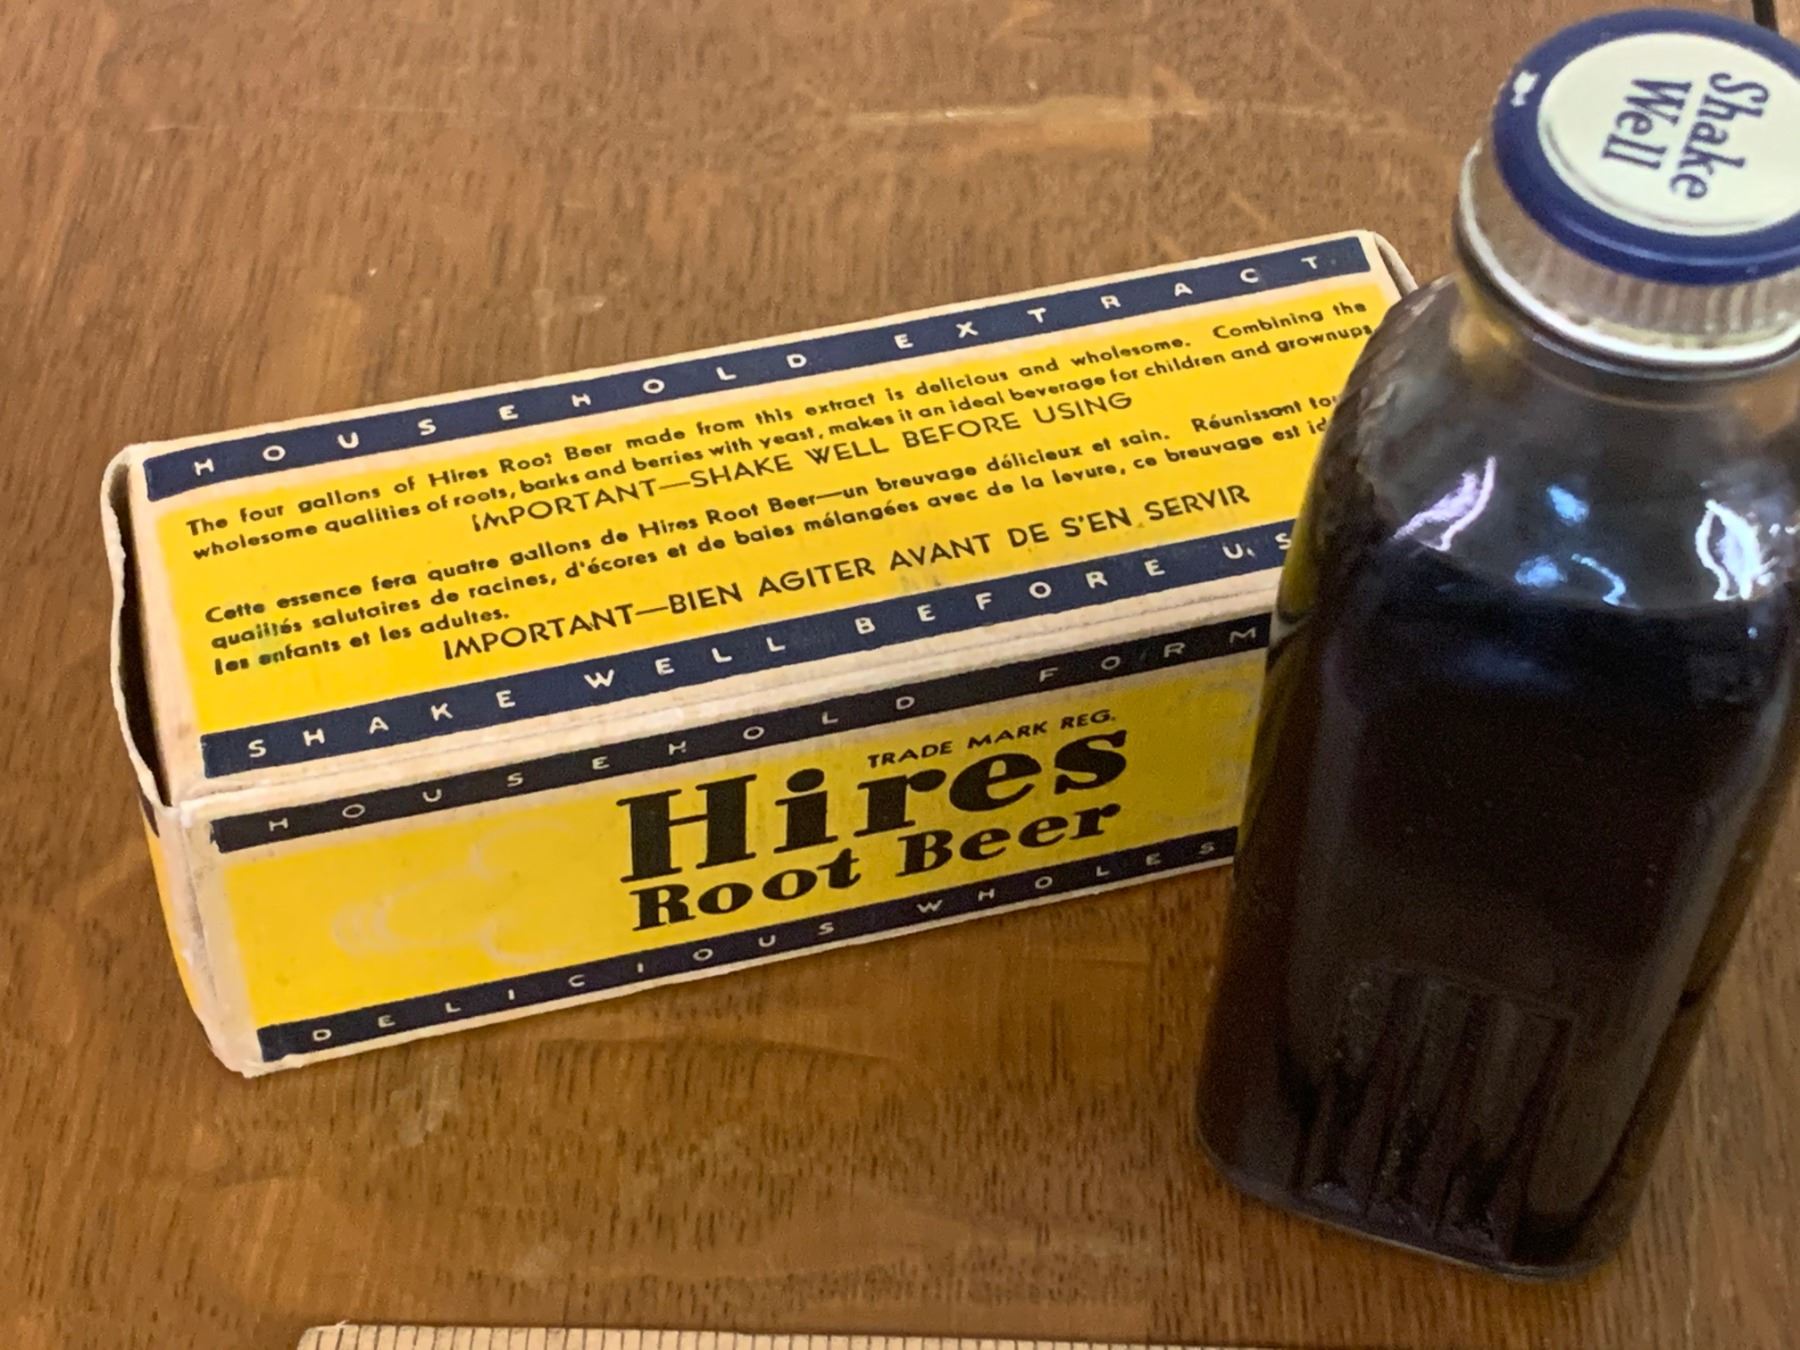 Shake
Well
HOUSEHOLD EXTRACT
The four gallons of Hires Root Beer made from this extract is delicious and wholesome. Combining the
wholesome qualities of roots, barks and berries with yeast, makes it an ideal beverage for children and grownups.
IMPORTANT—SHAKE WELL BEFORE USING
Cette essence fera quatre gallons de Hires Root Beer—un breuvage délicieux et sain. Réunissant
qualités salutaires de racines, d'écores et de baies mélangées avec de la levure, ce breuvage est
les enfants et les adultes.
IMPORTANT—BIEN AGITER AVANT DE S'EN SERVIR
SHAKE WELL BEFORE
HOUSEHOLD FORM
TRADE MARK REG.
Hires
Root Beer
DELICIOUS WHOLES